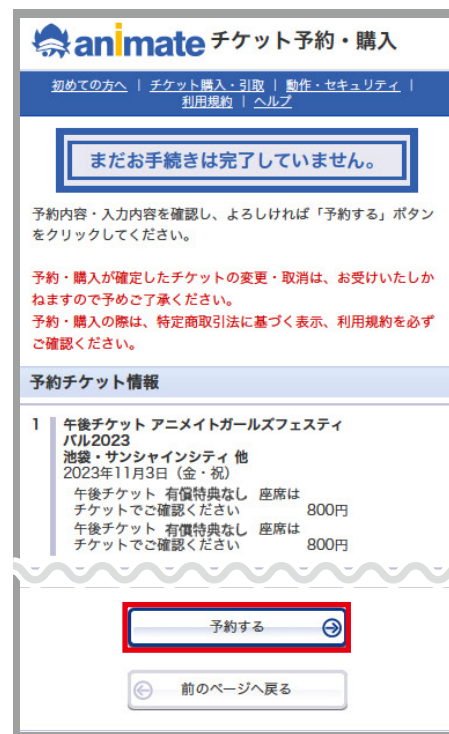 animate チケット予約・購入
初めての方へ | チケット購入・引取 | 動作・セキュリティ |
利用規約 | ヘルプ
まだお手続きは完了していません。
予約内容・入力内容を確認し、よろしければ「予約する」ボタン
をクリックしてください。
予約・購入が確定したチケットの変更・取消は、お受けいたしか
ねますので予めご了承ください。
予約・購入の際は、特定商取引法に基づく表示、利用規約を必ず
ご確認ください。
予約チケット情報
1 午後チケット アニメイトガールズフェスティ
バル2023
池袋・サンシャインシティ 他
2023年11月3日（金・祝）
午後チケット 有償特典なし 座席は
チケットでご確認ください 800円
午後チケット 有償特典なし 座席は
チケットでご確認ください 800円
予約する
前のページへ戻る